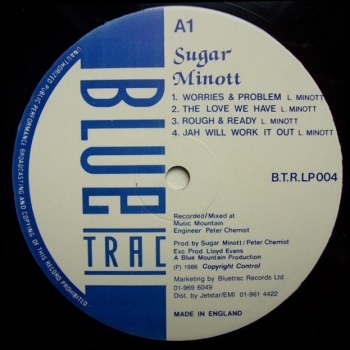 A1
Sugar
Minott
1. WORRIES & PROBLEM L. MINOTT
2. THE LOVE WE HAVE L. MINOTT
3. ROUGH & READY L. MINOTT
4. JAH WILL WORK IT OUT L. MINOTT
B.T.R.LP004
BLUE
TRAC
Recorded/Mixed at
Music Mountain
Engineer Peter Chemist
Prod by Sugar Minott/Peter Chemist
Exc. Prod. Lloyd Evans
A Blue Mountain Production
(P) 1986 Copyright Control
Marketing by Bluetrac Records Ltd
01-969 6049
Dist. by Jetstar/EMI 01-961 4422
MADE IN ENGLAND
UNAUTHORIZED PUBLIC PERFORMANCE BROADCASTING AND COPYING OF THIS RECORD PROHIBITED